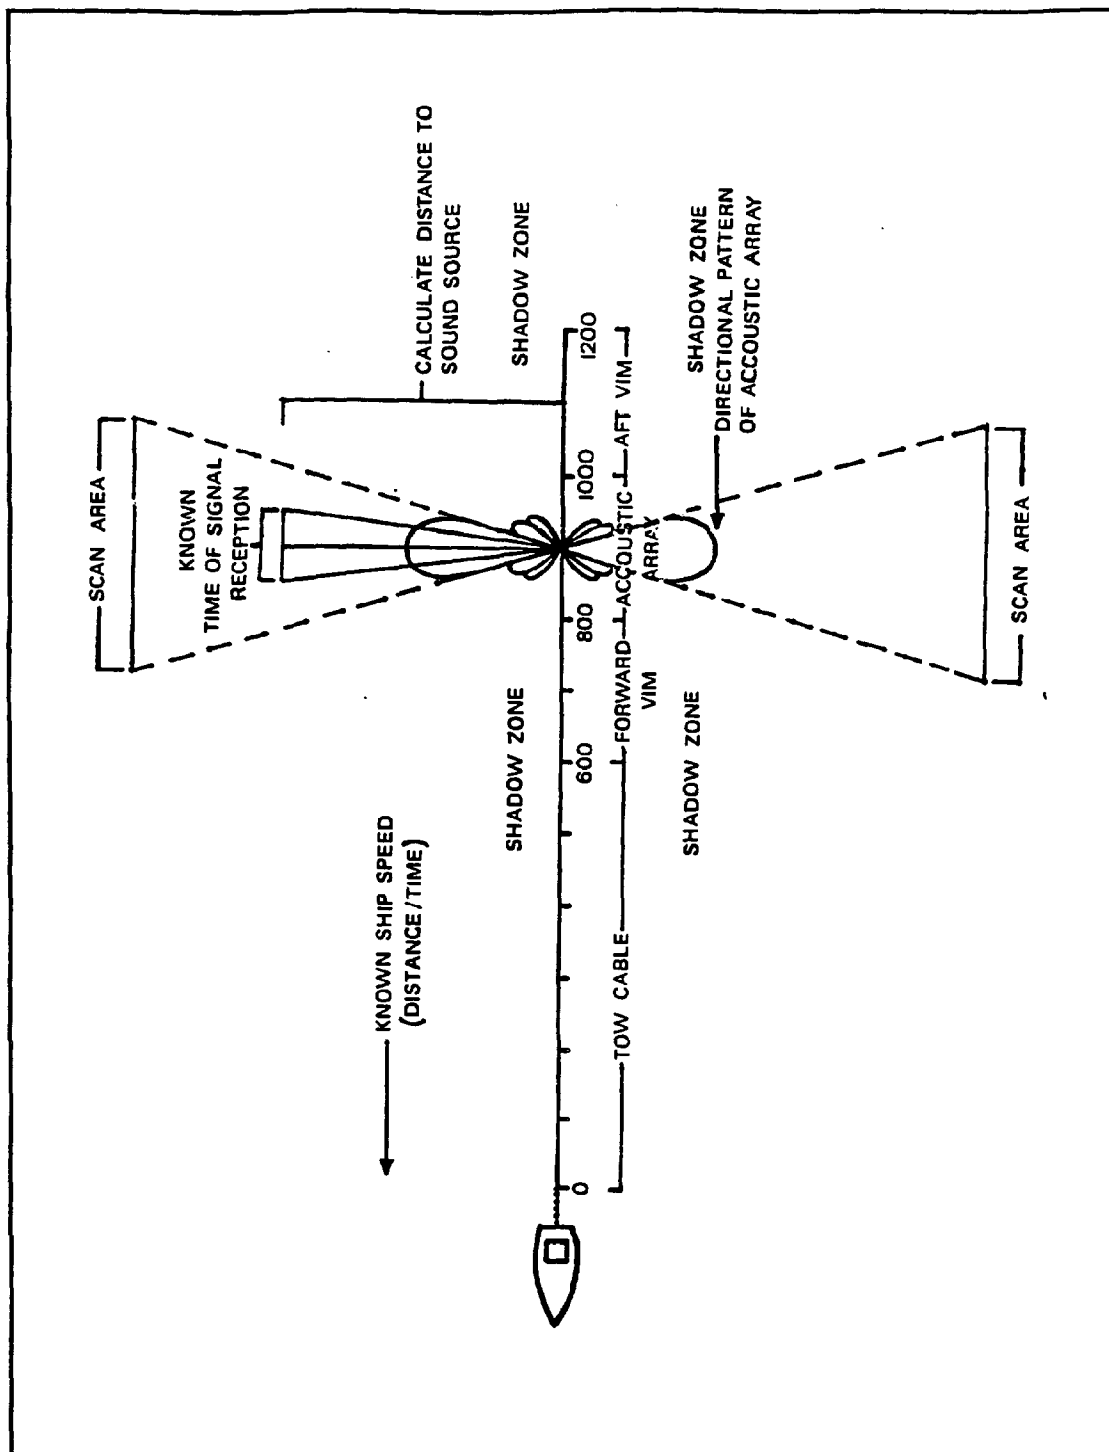 SCAN AREA
KNOWN
TIME OF SIGNAL
RECEPTION
CALCULATE DISTANCE TO
SOUND SOURCE
KNOWN SHIP SPEED
(DISTANCE/TIME)
SHADOW ZONE
SHADOW ZONE
0
600
800
1000
1200
TOW CABLE
FORWARD
VIM
ACCOUSTIC
ARRAY
AFT VIM
SHADOW ZONE
SHADOW ZONE
DIRECTIONAL PATTERN
OF ACCOUSTIC ARRAY
SCAN AREA